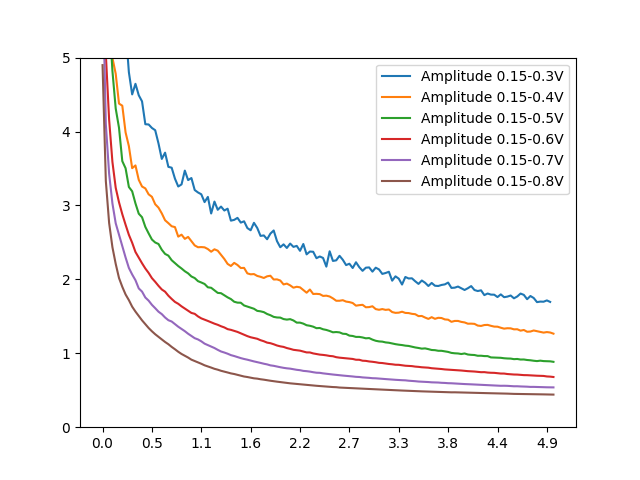 5
4
3
2
1
0
Amplitude 0.15-0.3V
Amplitude 0.15-0.4V
Amplitude 0.15-0.5V
Amplitude 0.15-0.6V
Amplitude 0.15-0.7V
Amplitude 0.15-0.8V
0.0 0.5 1.1 1.6 2.2 2.7 3.3 3.8 4.4 4.9